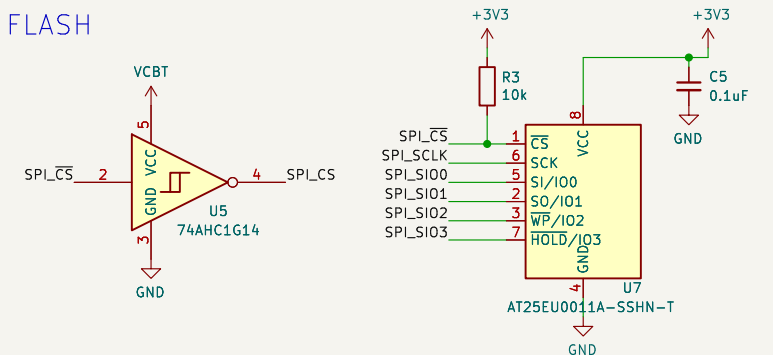 FLASH
VCBT
5
VCC
SPI_CS
2
4
SPI_CS
GND
U5
74AHC1G14
3
GND
+3V3
R3
10k
+3V3
C5
0.1uF
GND
8
VCC
SPI_CS
1
CS
SPI_SCLK
6
SCK
SPI_SIO0
5
SI/IO0
SPI_SIO1
2
SO/IO1
SPI_SIO2
3
WP/IO2
SPI_SIO3
7
HOLD/IO3
GND
4
U7
AT25EU0011A-SSHN-T
GND